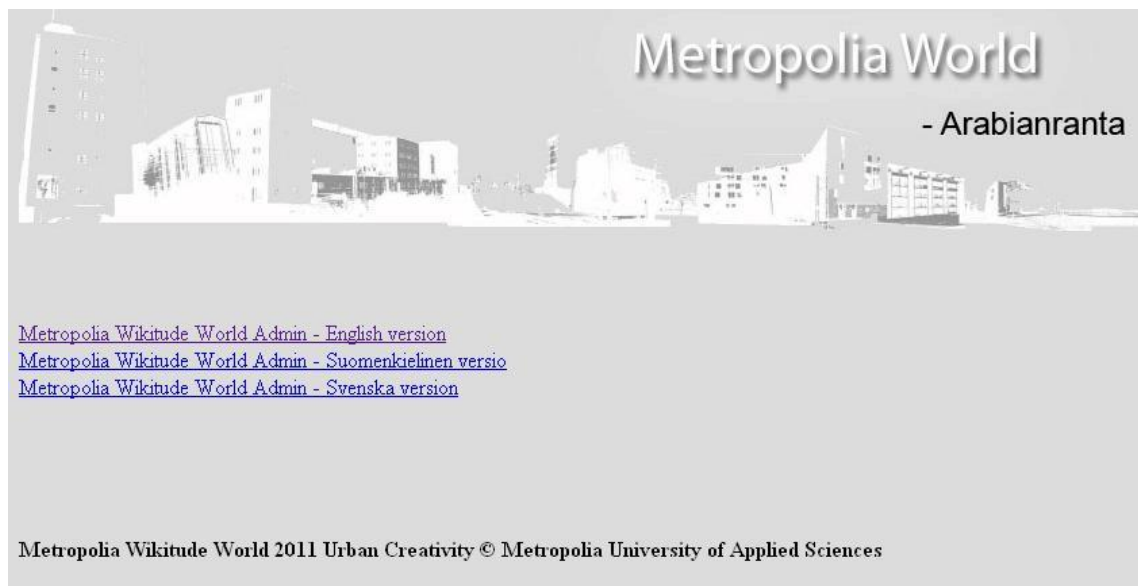 Metropolia World
- Arabianranta
Metropolia Wikitude World Admin - English version
Metropolia Wikitude World Admin - Suomenkielinen versio
Metropolia Wikitude World Admin - Svenska version
Metropolia Wikitude World 2011 Urban Creativity © Metropolia University of Applied Sciences